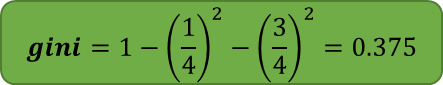 gini = 1 − (1/4)² − (3/4)² = 0.375